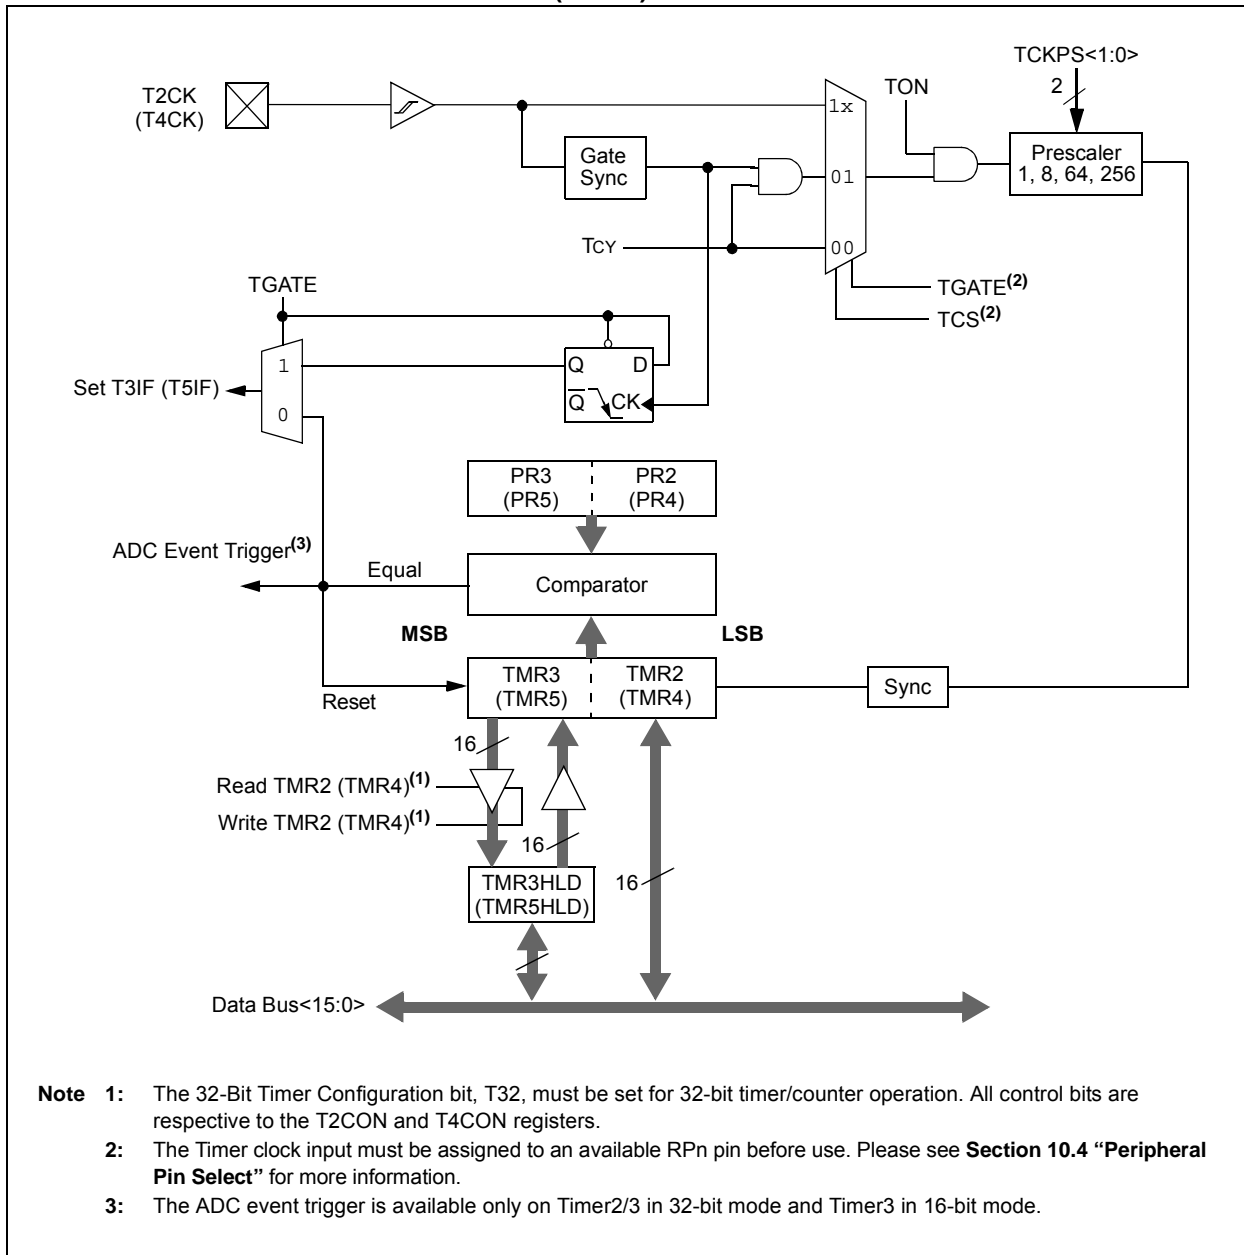 TCKPS<1:0>
2
TON
T2CK
(T4CK)
1x
Gate
Sync
01
Prescaler
1, 8, 64, 256
TCY
00
TGATE
TGATE(2)
TCS(2)
1
Q D
Set T3IF (T5IF)
Q CK
0
PR3 PR2
(PR5) (PR4)
ADC Event Trigger(3)
Equal
Comparator
MSB LSB
TMR3 TMR2
(TMR5) (TMR4)
Sync
Reset
16
Read TMR2 (TMR4)(1)
Write TMR2 (TMR4)(1)
16
TMR3HLD
(TMR5HLD)
16
Data Bus<15:0>
Note 1: The 32-Bit Timer Configuration bit, T32, must be set for 32-bit timer/counter operation. All control bits are
respective to the T2CON and T4CON registers.
2: The Timer clock input must be assigned to an available RPn pin before use. Please see Section 10.4 “Peripheral
Pin Select” for more information.
3: The ADC event trigger is available only on Timer2/3 in 32-bit mode and Timer3 in 16-bit mode.